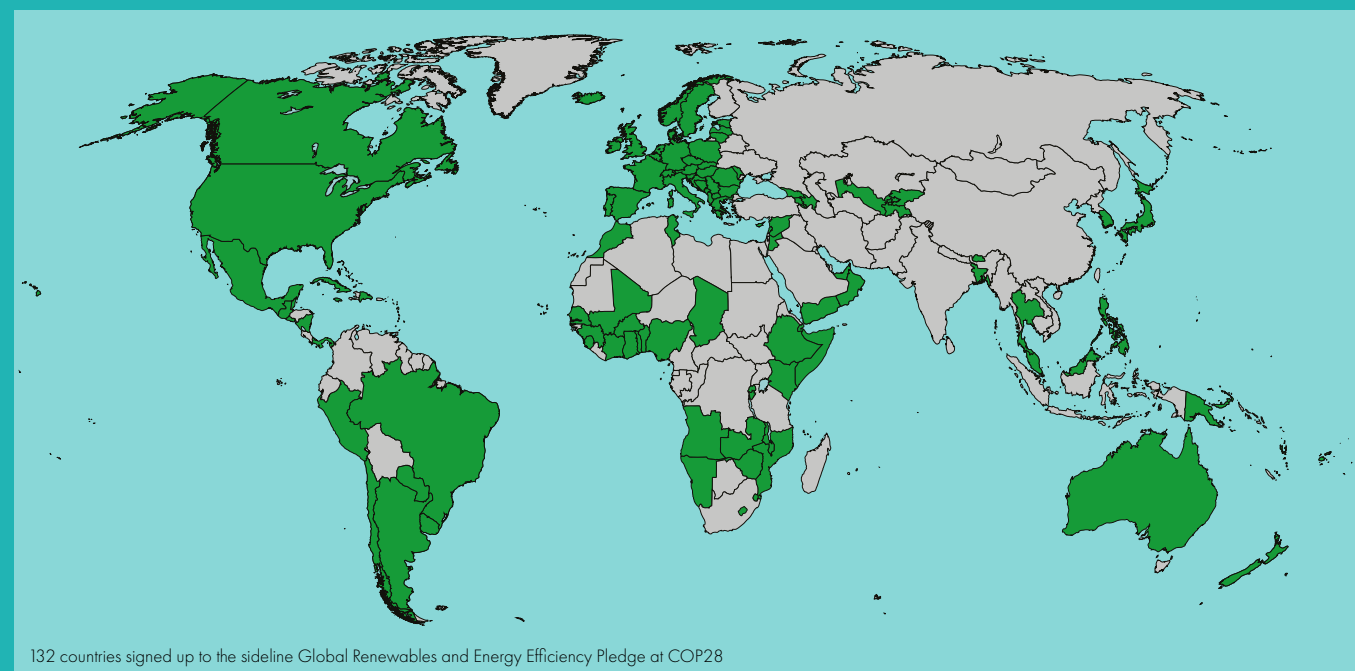 132 countries signed up to the sideline Global Renewables and Energy Efficiency Pledge at COP28